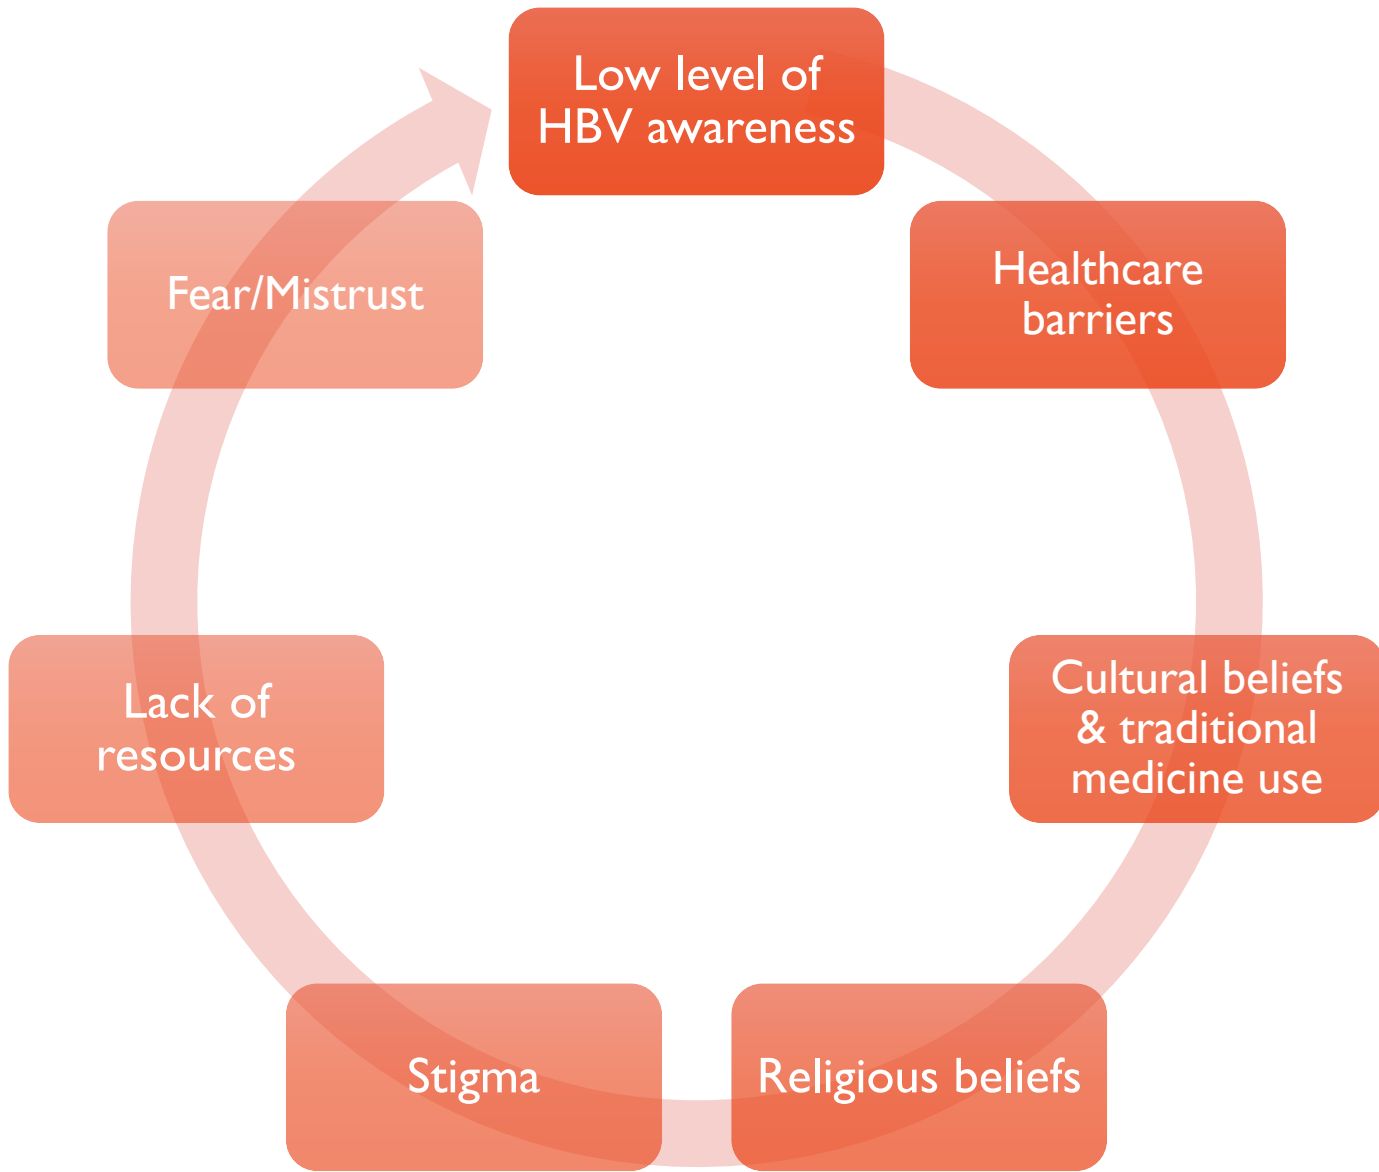 Low level of
HBV awareness
Healthcare
barriers
Cultural beliefs
& traditional
medicine use
Religious beliefs
Stigma
Lack of
resources
Fear/Mistrust